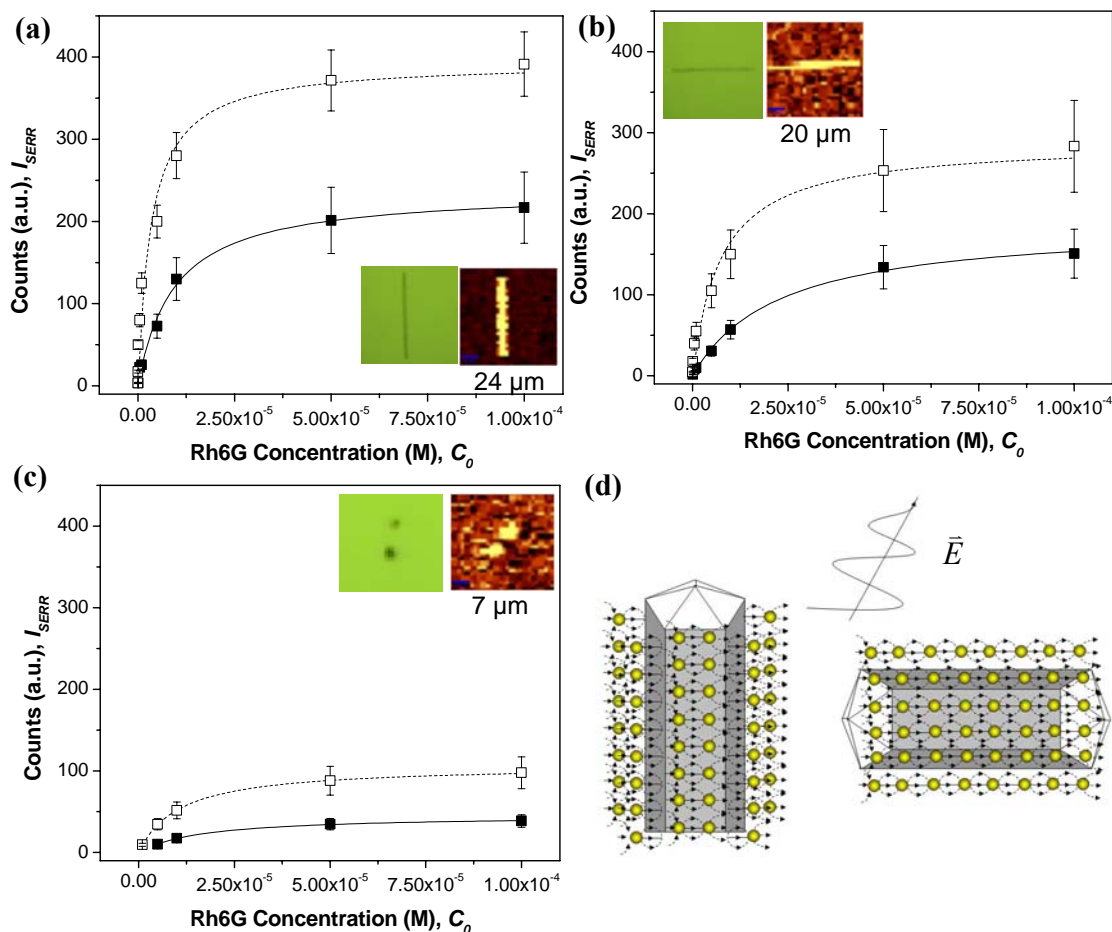 (a)
Counts (a.u.), I_SERR
400
300
200
100
0
24 µm
0.00 2.50x10⁻⁵ 5.00x10⁻⁵ 7.50x10⁻⁵ 1.00x10⁻⁴
Rh6G Concentration (M), C₀
(b)
Counts (a.u.), I_SERR
400
300
200
100
0
20 µm
0.00 2.50x10⁻⁵ 5.00x10⁻⁵ 7.50x10⁻⁵ 1.00x10⁻⁴
Rh6G Concentration (M), C₀
(c)
Counts (a.u.), I_SERR
400
300
200
100
0
7 µm
0.00 2.50x10⁻⁵ 5.00x10⁻⁵ 7.50x10⁻⁵ 1.00x10⁻⁴
Rh6G Concentration (M), C₀
(d)
E⃗